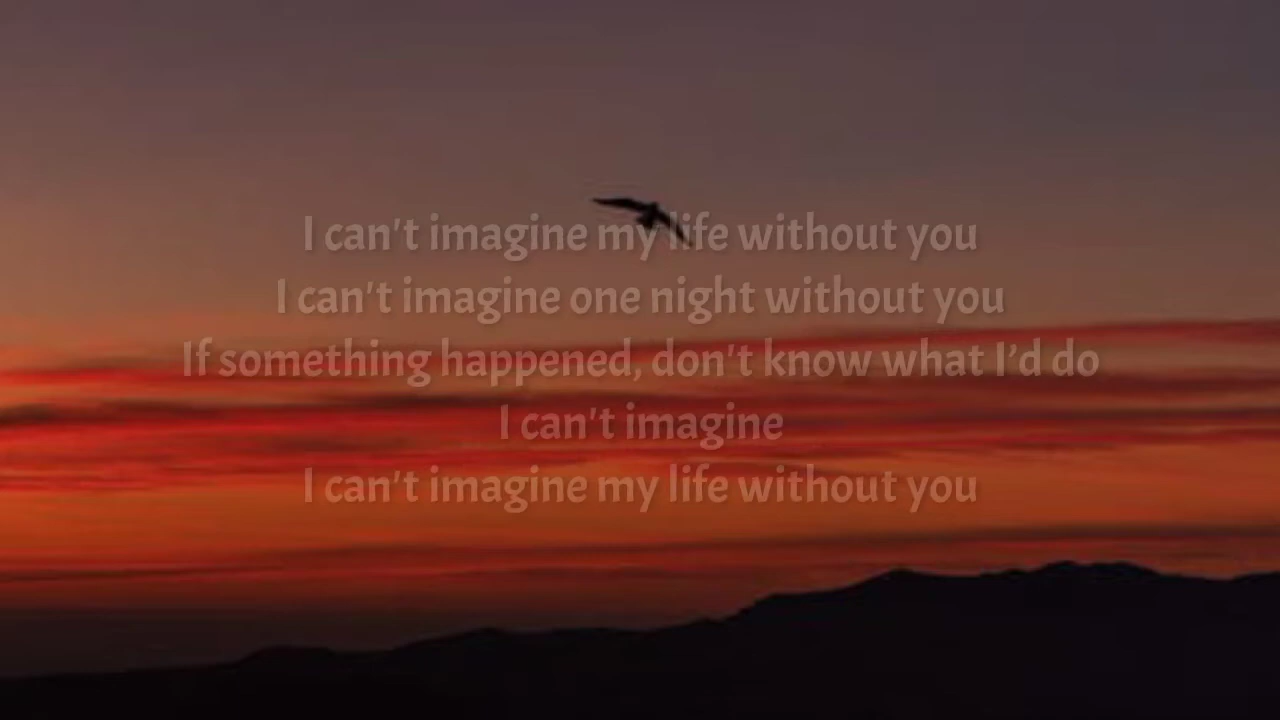 I can't imagine my life without you
I can't imagine one night without you
If something happened, don't know what I’d do
I can't imagine
I can't imagine my life without you